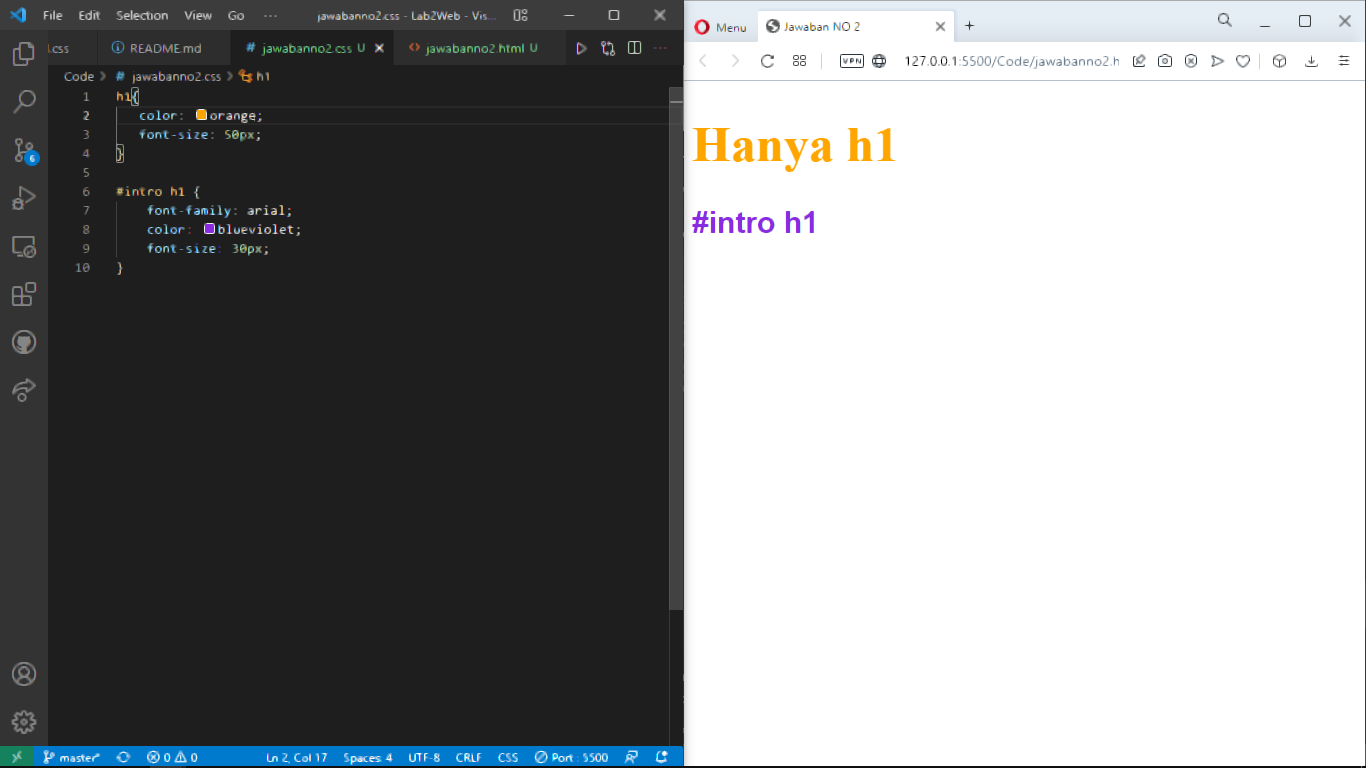 File Edit Selection View Go ··· jawabanno2.css - Lab2Web - Vis...
.css README.md # jawabanno2.css U jawabanno2.html U
Code > # jawabanno2.css > h1
1 h1{
2 color: orange;
3 font-size: 50px;
4 }
5
6 #intro h1 {
7 font-family: arial;
8 color: blueviolet;
9 font-size: 30px;
10 }
6
master* 0 0 Ln 2, Col 17 Spaces: 4 UTF-8 CRLF CSS Port : 5500
Menu Jawaban NO 2
VPN 127.0.0.1:5500/Code/jawabanno2.h
Hanya h1
#intro h1